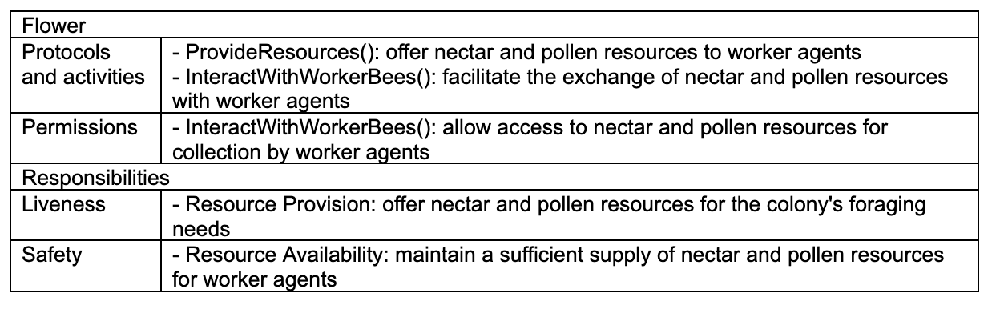 Flower
Protocols
and activities
- ProvideResources(): offer nectar and pollen resources to worker agents
- InteractWithWorkerBees(): facilitate the exchange of nectar and pollen resources
with worker agents
Permissions
- InteractWithWorkerBees(): allow access to nectar and pollen resources for
collection by worker agents
Responsibilities
Liveness
- Resource Provision: offer nectar and pollen resources for the colony's foraging
needs
Safety
- Resource Availability: maintain a sufficient supply of nectar and pollen resources
for worker agents